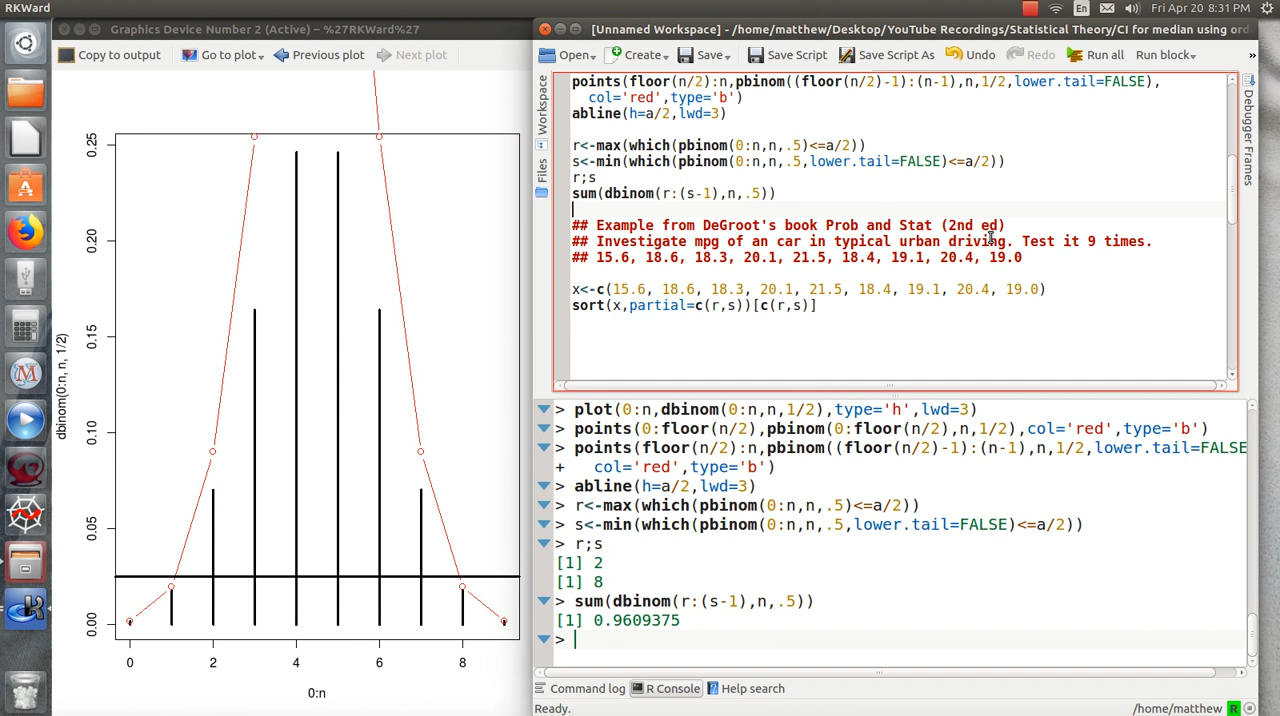 RKWard
En
Fri Apr 20 8:31 PM
Graphics Device Number 2 (Active) – %27RKWard%27
Copy to output
Go to plot
Previous plot
Next plot
dbinom(0:n, n, 1/2)
0.25
0.20
0.15
0.10
0.05
0.00
0
2
4
6
8
0:n
[Unnamed Workspace] - /home/matthew/Desktop/YouTube Recordings/Statistical Theory/CI for median using ord
Open
Create
Save
Save Script
Save Script As
Undo
Redo
Run all
Run block
»
Workspace
Files
Debugger Frames
points(floor(n/2):n,pbinom((floor(n/2)-1):(n-1),n,1/2,lower.tail=FALSE),
col='red',type='b')
abline(h=a/2,lwd=3)
r<-max(which(pbinom(0:n,n,.5)<=a/2))
s<-min(which(pbinom(0:n,n,.5,lower.tail=FALSE)<=a/2))
r;s
sum(dbinom(r:(s-1),n,.5))
## Example from DeGroot's book Prob and Stat (2nd ed)
## Investigate mpg of an car in typical urban driving. Test it 9 times.
## 15.6, 18.6, 18.3, 20.1, 21.5, 18.4, 19.1, 20.4, 19.0
x<-c(15.6, 18.6, 18.3, 20.1, 21.5, 18.4, 19.1, 20.4, 19.0)
sort(x,partial=c(r,s))[c(r,s)]
> plot(0:n,dbinom(0:n,n,1/2),type='h',lwd=3)
> points(0:floor(n/2),pbinom(0:floor(n/2),n,1/2),col='red',type='b')
> points(floor(n/2):n,pbinom((floor(n/2)-1):(n-1),n,1/2,lower.tail=FALSE
+ col='red',type='b')
> abline(h=a/2,lwd=3)
> r<-max(which(pbinom(0:n,n,.5)<=a/2))
> s<-min(which(pbinom(0:n,n,.5,lower.tail=FALSE)<=a/2))
> r;s
[1] 2
[1] 8
> sum(dbinom(r:(s-1),n,.5))
[1] 0.9609375
>
Command log
R Console
Help search
Ready.
/home/matthew
R